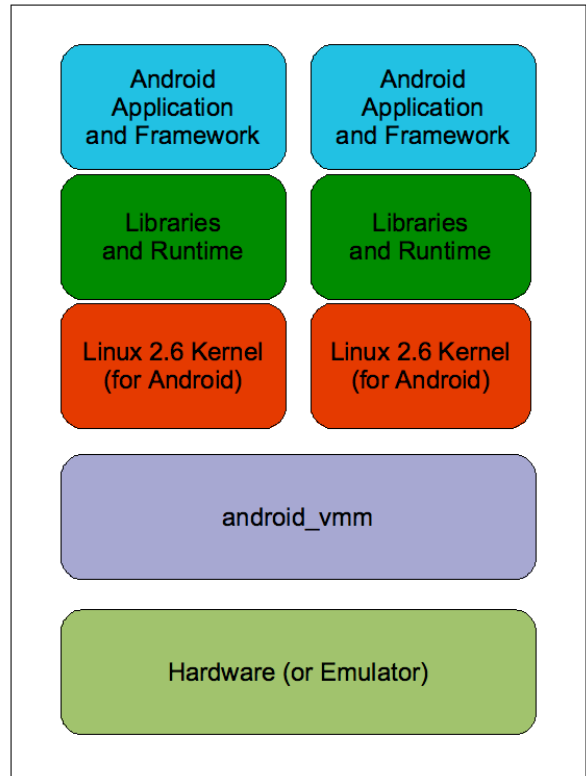 Android
Application
and Framework
Android
Application
and Framework
Libraries
and Runtime
Libraries
and Runtime
Linux 2.6 Kernel
(for Android)
Linux 2.6 Kernel
(for Android)
android_vmm
Hardware (or Emulator)